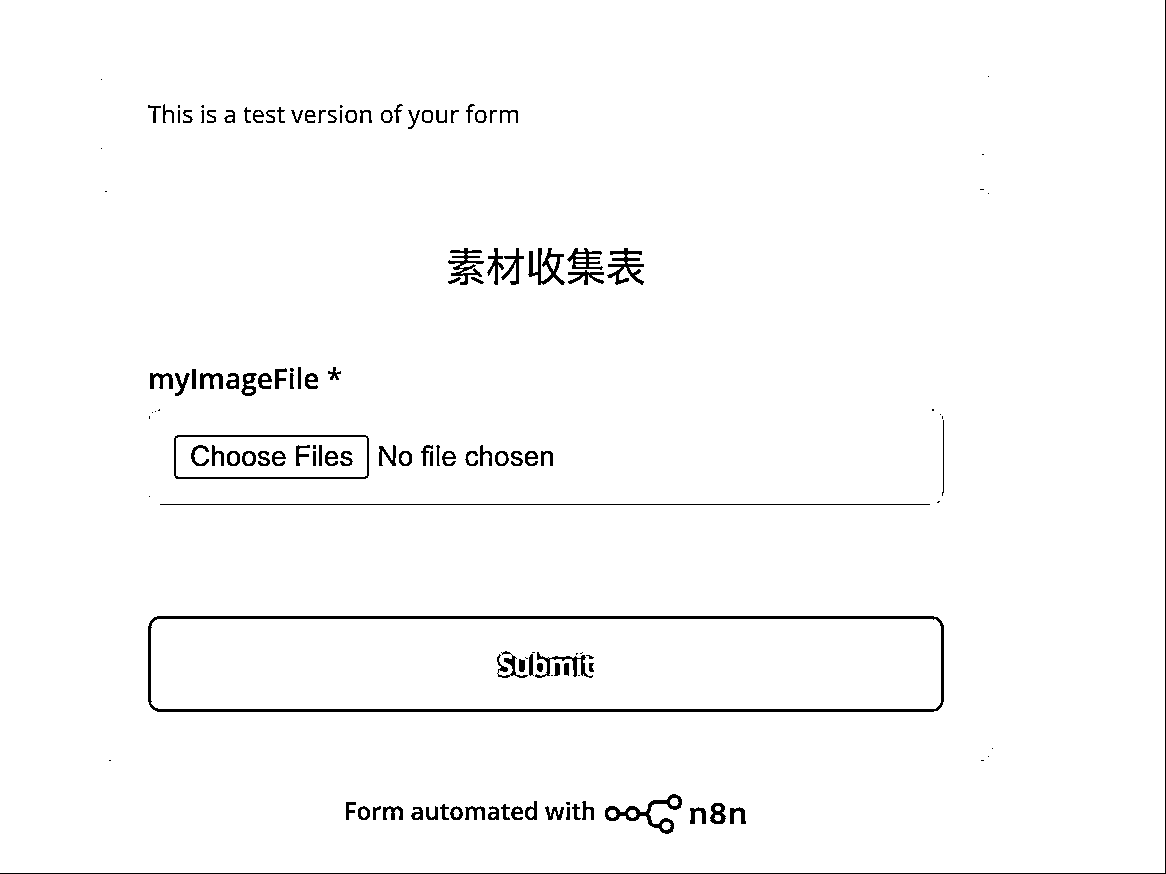 This is a test version of your form
素材收集表
myImageFile *
Choose Files No file chosen
Submit
Form automated with n8n